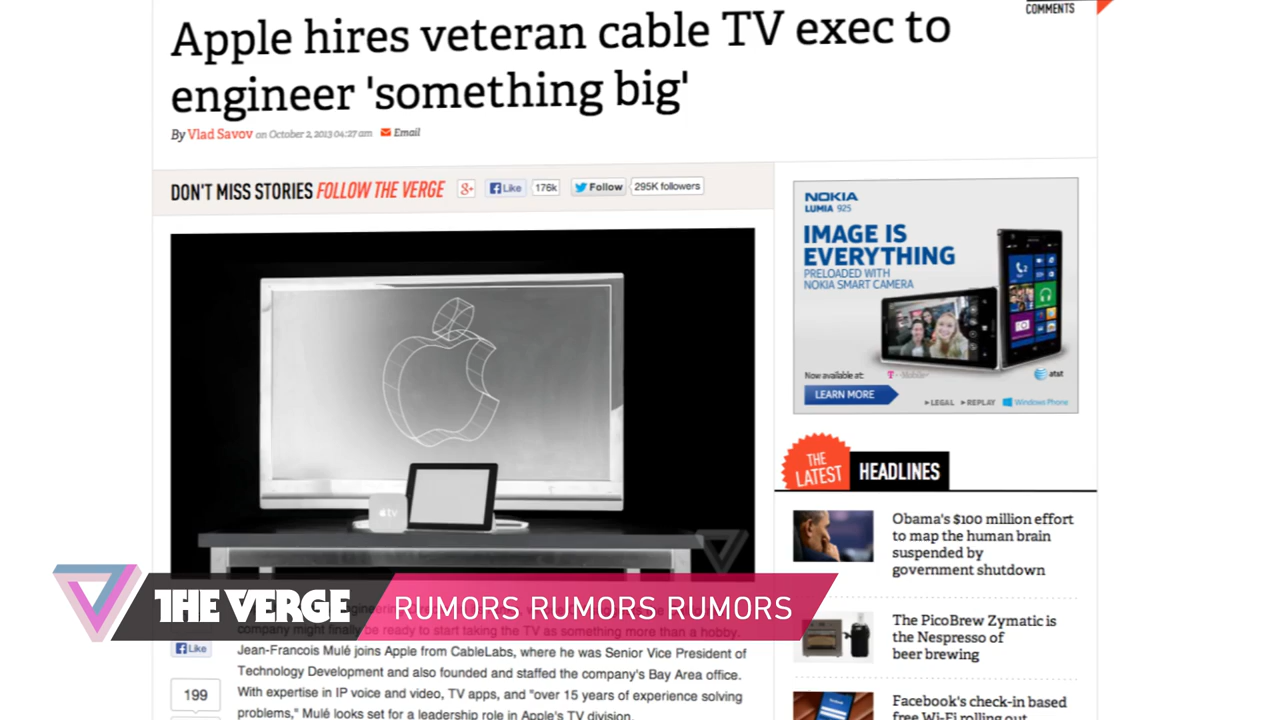 COMMENTS
Apple hires veteran cable TV exec to
engineer 'something big'
By Vlad Savov on October 2, 2013 04:27 am Email
DON'T MISS STORIES FOLLOW THE VERGE
8+ Like 176k Follow 295K followers
tv
THE VERGE RUMORS RUMORS RUMORS
company might finally be ready to start taking the TV as something more than a hobby.
Jean-Francois Mulé joins Apple from CableLabs, where he was Senior Vice President of
Technology Development and also founded and staffed the company's Bay Area office.
With expertise in IP voice and video, TV apps, and "over 15 years of experience solving
problems," Mulé looks set for a leadership role in Apple's TV division.
Like
199
NOKIA
LUMIA 925
IMAGE IS
EVERYTHING
PRELOADED WITH
NOKIA SMART CAMERA
Now available at: T-Mobile at&t
LEARN MORE
LEGAL REPLAY Windows Phone
THE
LATEST
HEADLINES
Obama's $100 million effort
to map the human brain
suspended by
government shutdown
The PicoBrew Zymatic is
the Nespresso of
beer brewing
Facebook's check-in based
free Wi-Fi rolling out